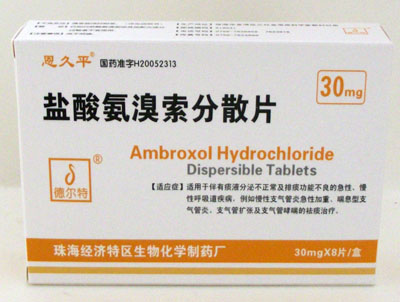 恩久平®
国药准字H20052313
30mg
盐酸氨溴索分散片
Ambroxol Hydrochloride
Dispersible Tablets
德尔特®
【适应症】适用于伴有痰液分泌不正常及排痰功能不良的急性、慢
性呼吸道疾病，例如慢性支气管炎急性加重、喘息型支
气管炎、支气管扩张及支气管哮喘的祛痰治疗。
珠海经济特区生物化学制药厂
30mgX8片/盒